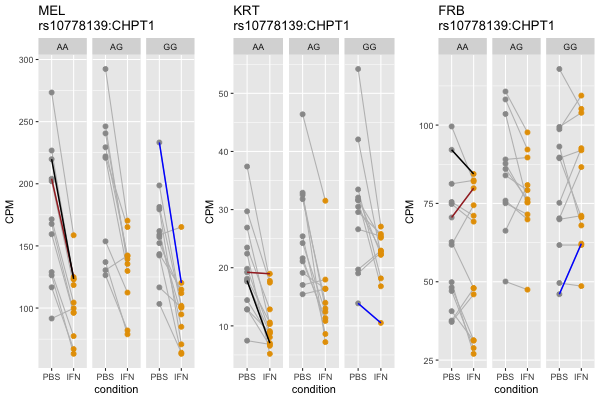 MEL
rs10778139:CHPT1
AA
AG
GG
300
250
200
150
100
CPM
PBS IFN
PBS IFN
PBS IFN
condition
KRT
rs10778139:CHPT1
AA
AG
GG
50
40
30
20
10
CPM
PBS IFN
PBS IFN
PBS IFN
condition
FRB
rs10778139:CHPT1
AA
AG
GG
100
75
50
25
CPM
PBS IFN
PBS IFN
PBS IFN
condition